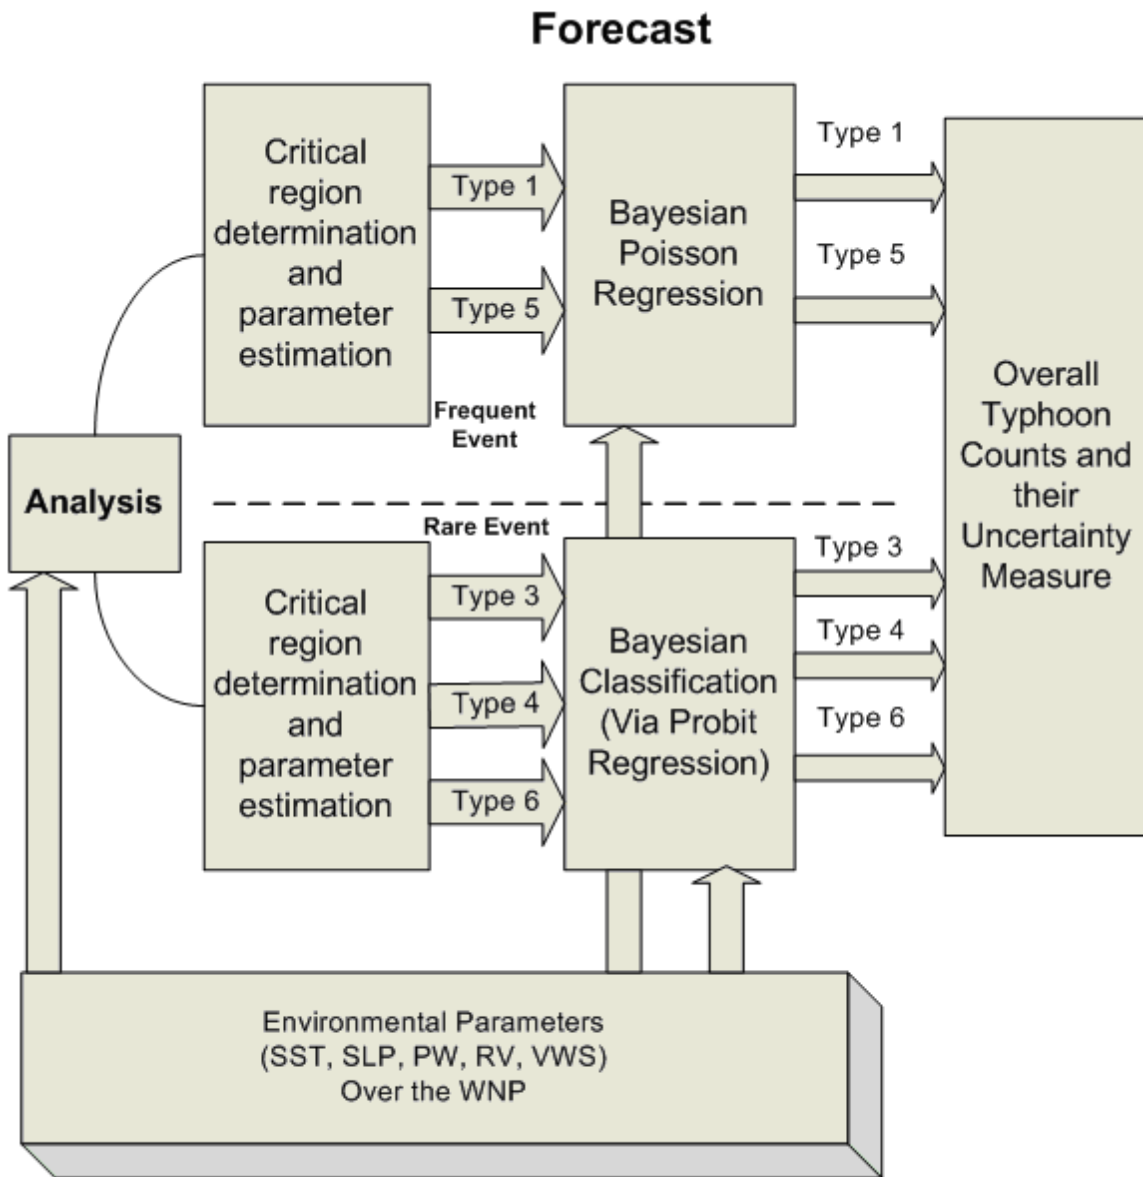 Forecast
Critical
region
determination
and
parameter
estimation
Type 1
Type 5
Bayesian
Poisson
Regression
Type 1
Type 5
Frequent
Event
Analysis
Rare Event
Critical
region
determination
and
parameter
estimation
Type 3
Type 4
Type 6
Bayesian
Classification
(Via Probit
Regression)
Type 3
Type 4
Type 6
Overall
Typhoon
Counts and
their
Uncertainty
Measure
Environmental Parameters
(SST, SLP, PW, RV, VWS)
Over the WNP